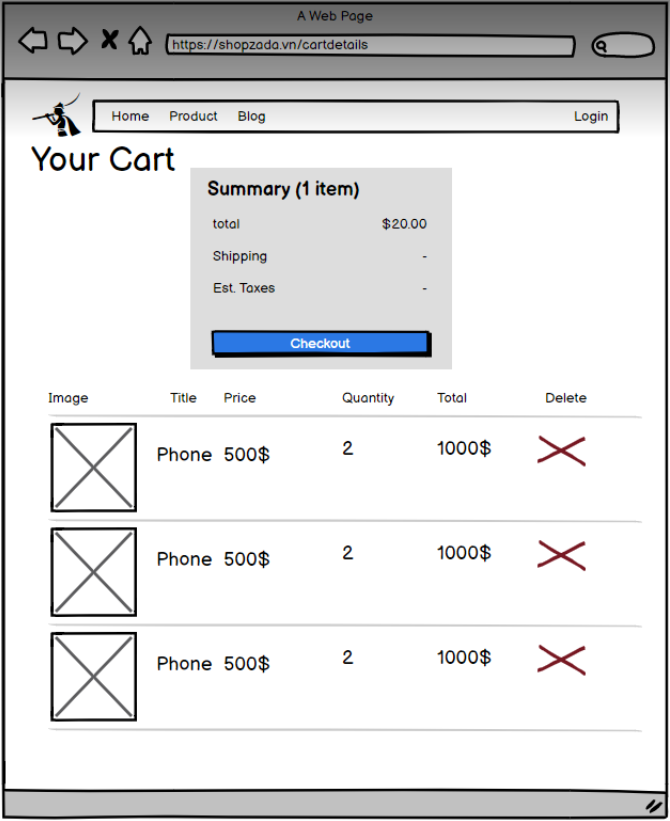 A Web Page
https://shopzada.vn/cartdetails
Home Product Blog Login
Your Cart
Summary (1 item)
total $20.00
Shipping -
Est. Taxes -
Checkout
Image Title Price Quantity Total Delete
Phone 500$ 2 1000$
Phone 500$ 2 1000$
Phone 500$ 2 1000$